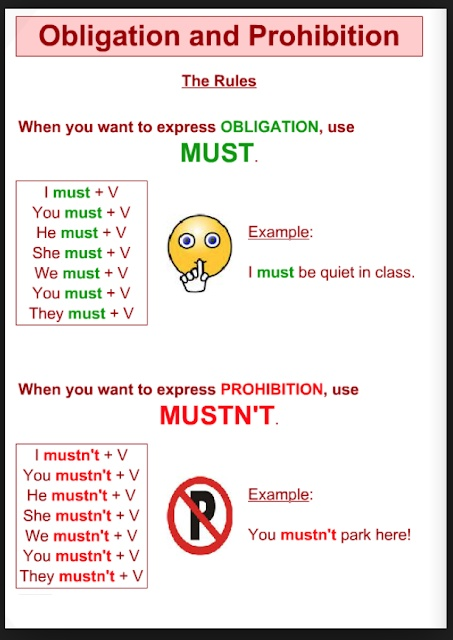 Obligation and Prohibition
The Rules
When you want to express OBLIGATION, use
MUST.
I must + V
You must + V
He must + V
She must + V
We must + V
You must + V
They must + V
Example:
I must be quiet in class.
When you want to express PROHIBITION, use
MUSTN'T.
I mustn't + V
You mustn't + V
He mustn't + V
She mustn't + V
We mustn't + V
You mustn't + V
They mustn't + V
P
Example:
You mustn't park here!